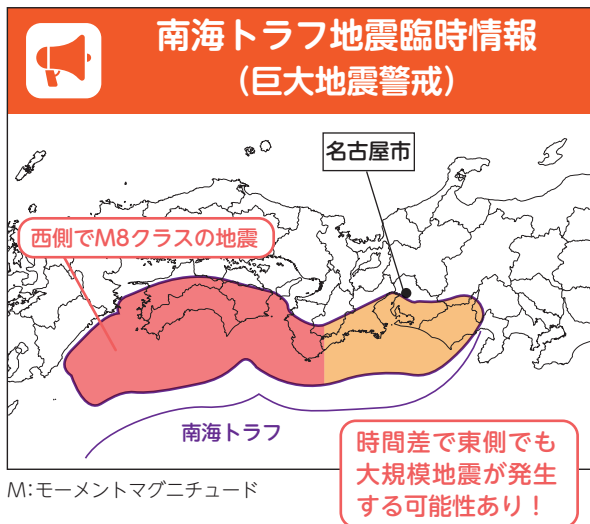 南海トラフ地震臨時情報
（巨大地震警戒）
名古屋市
西側でM8クラスの地震
南海トラフ
時間差で東側でも
大規模地震が発生
する可能性あり！
M：モーメントマグニチュード